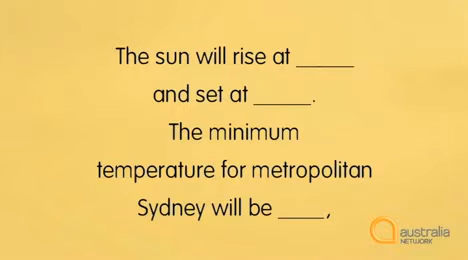 The sun will rise at _____
and set at _____.
The minimum
temperature for metropolitan
Sydney will be ____,
australia
NETWORK